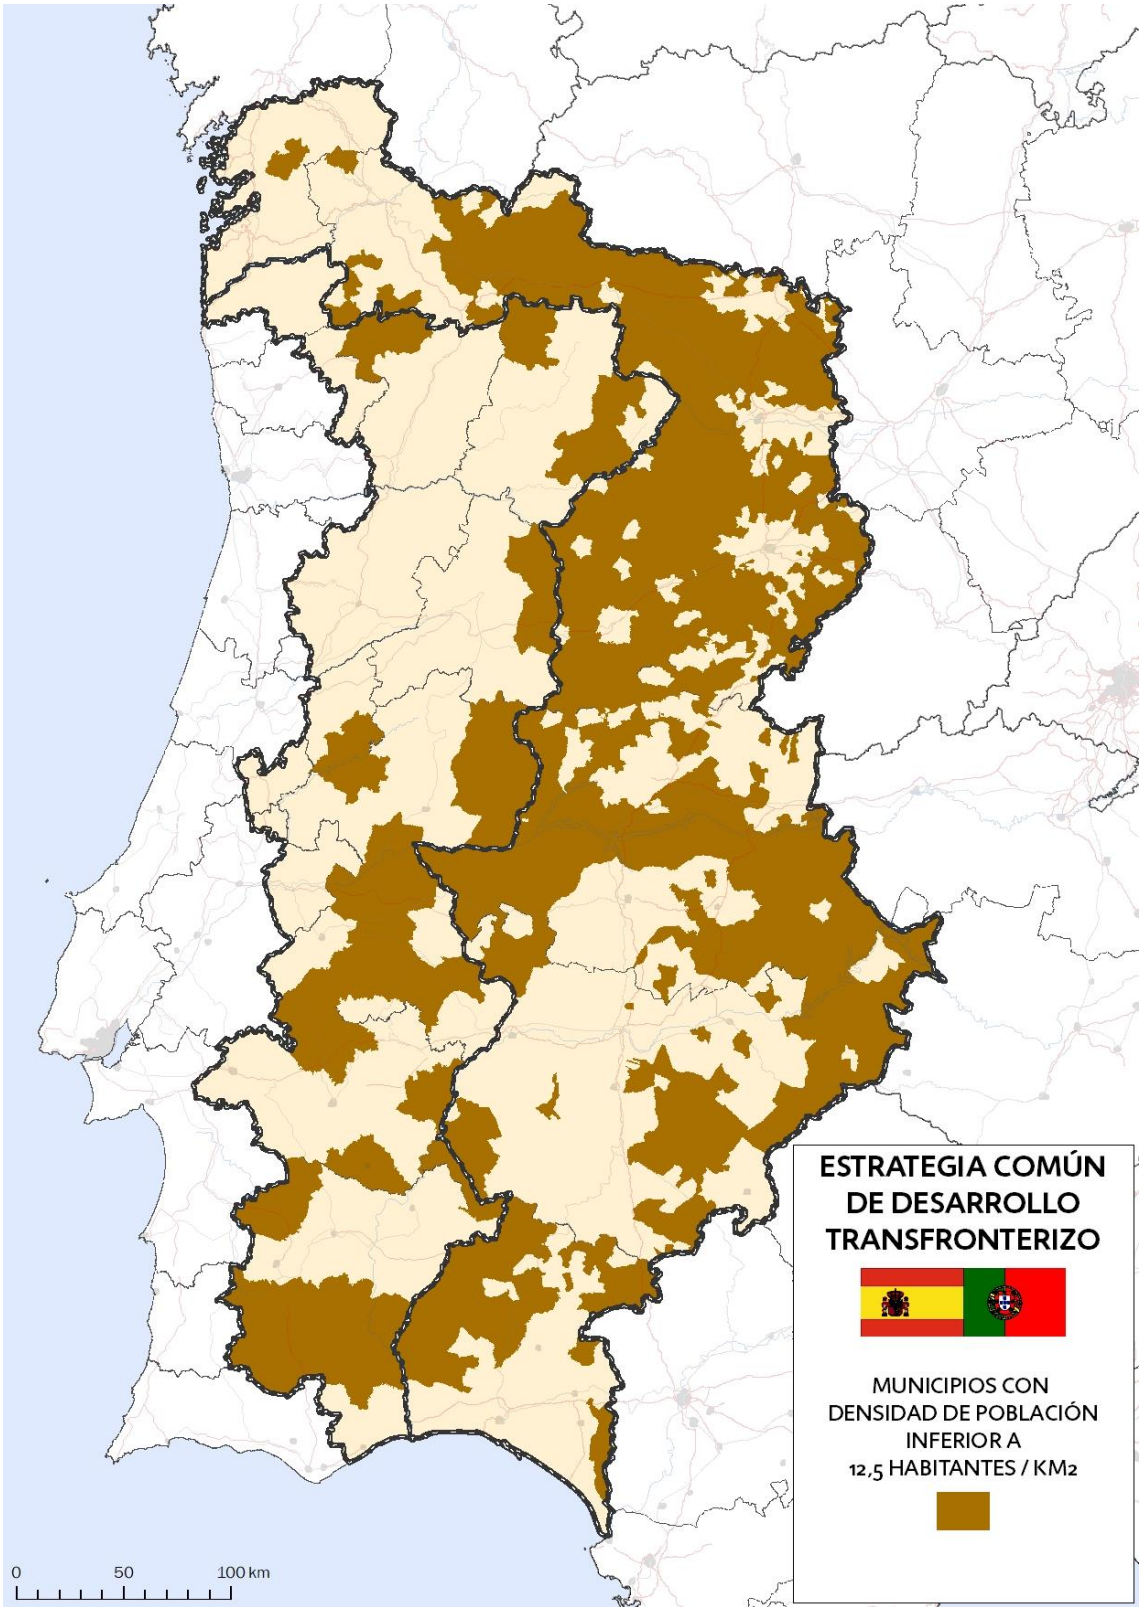 ESTRATEGIA COMÚN
DE DESARROLLO
TRANSFRONTERIZO
MUNICIPIOS CON
DENSIDAD DE POBLACIÓN
INFERIOR A
12,5 HABITANTES / KM2
0 50 100 km